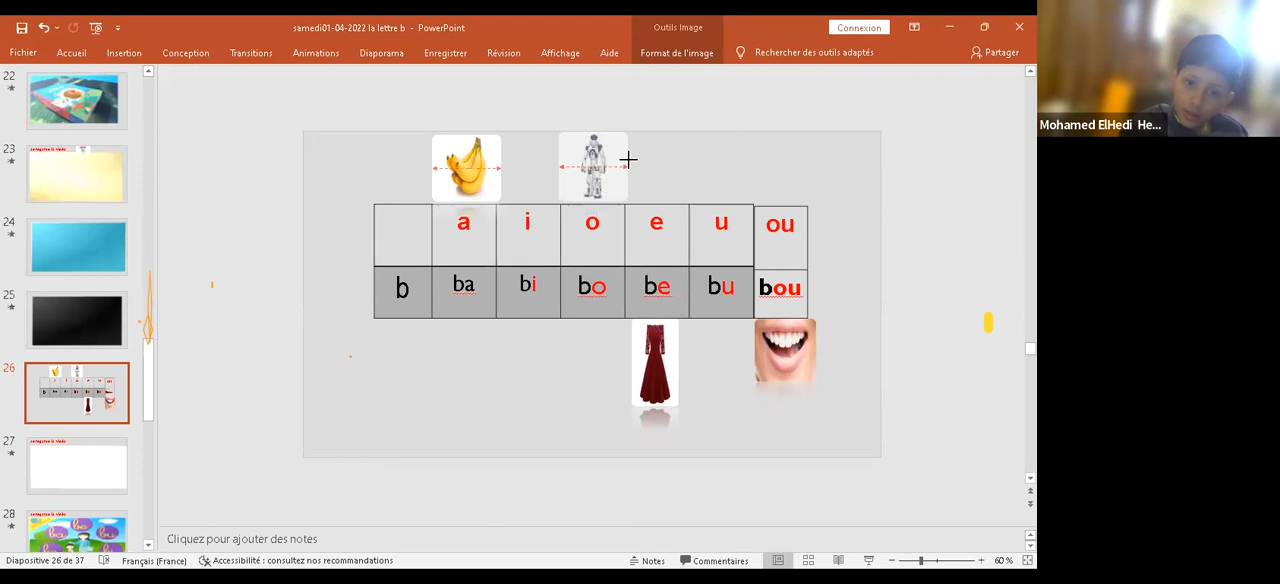 samedi01-04-2022 la lettre b - PowerPoint
Outils Image
Connexion
Fichier Accueil Insertion Conception Transitions Animations Diaporama Enregistrer Révision Affichage Aide Format de l'image Rechercher des outils adaptés Partager
22
23
24
25
26
27
28
a i o e u ou
b ba bi bo be bu bou
Mohamed ElHedi He...
Cliquez pour ajouter des notes
Diapositive 26 de 37 Français (France) Accessibilité : consultez nos recommandations Notes Commentaires 60 %